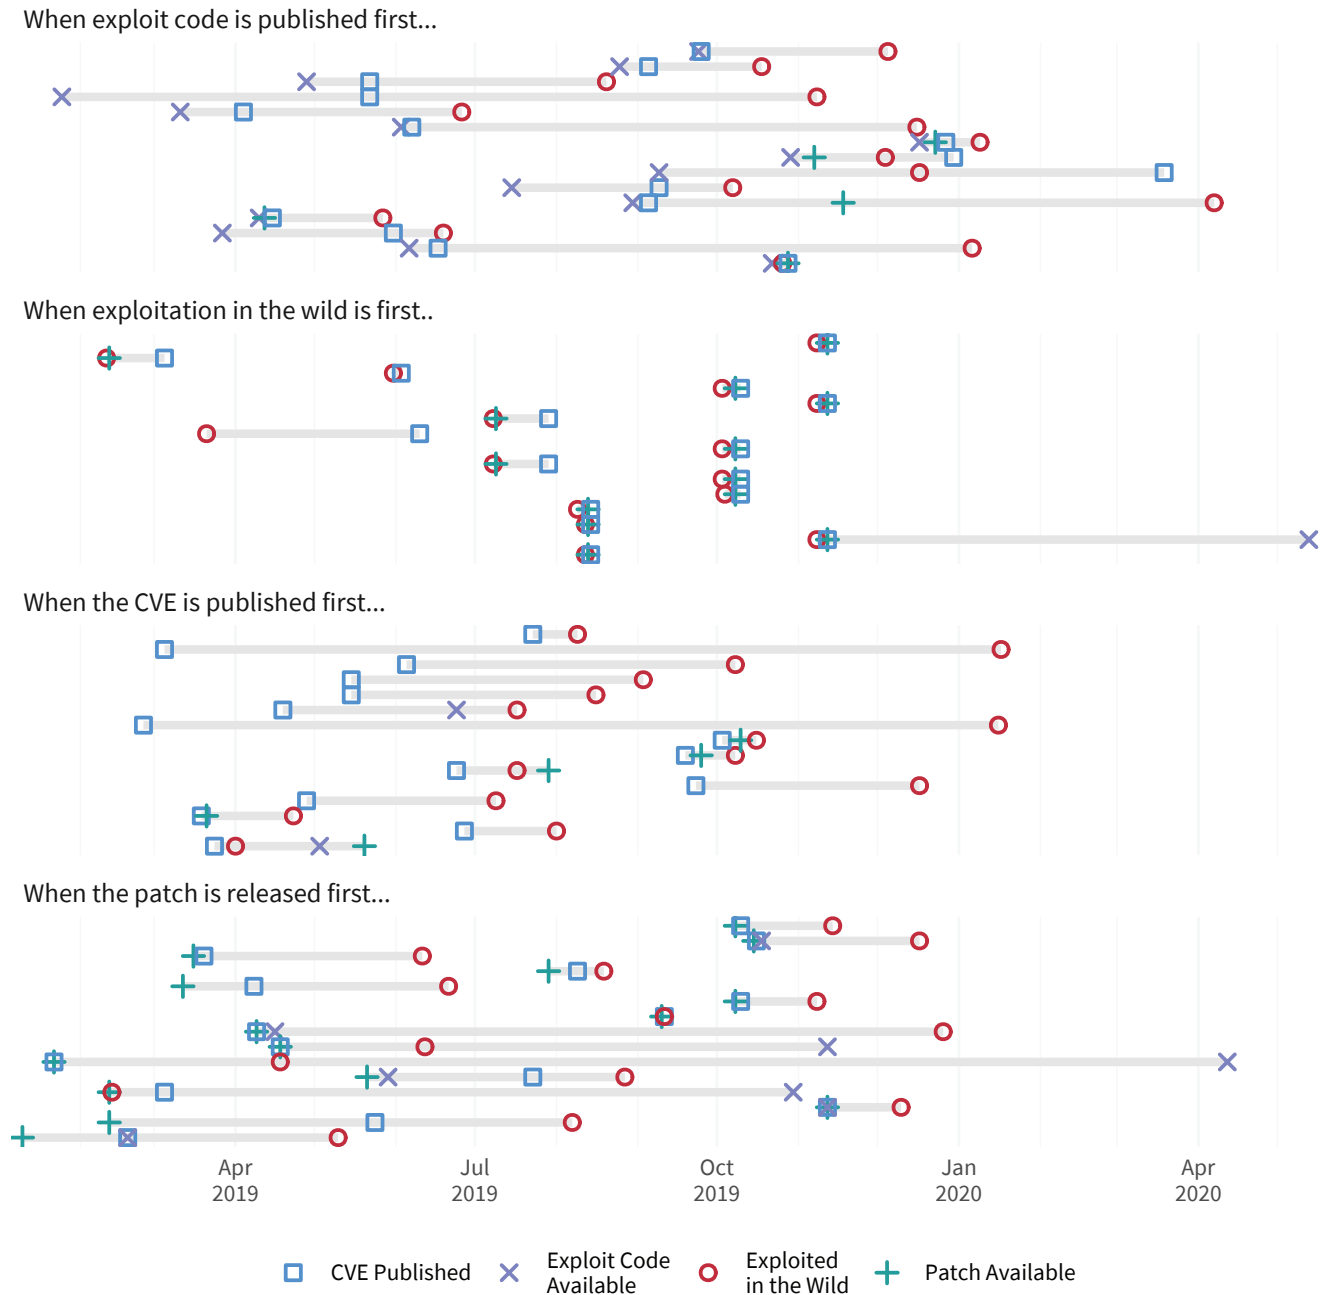 When exploit code is published first...
When exploitation in the wild is first..
When the CVE is published first...
When the patch is released first...
Apr Jul Oct Jan Apr
2019 2019 2019 2020 2020
CVE Published
Exploit Code
Available
Exploited
in the Wild
Patch Available